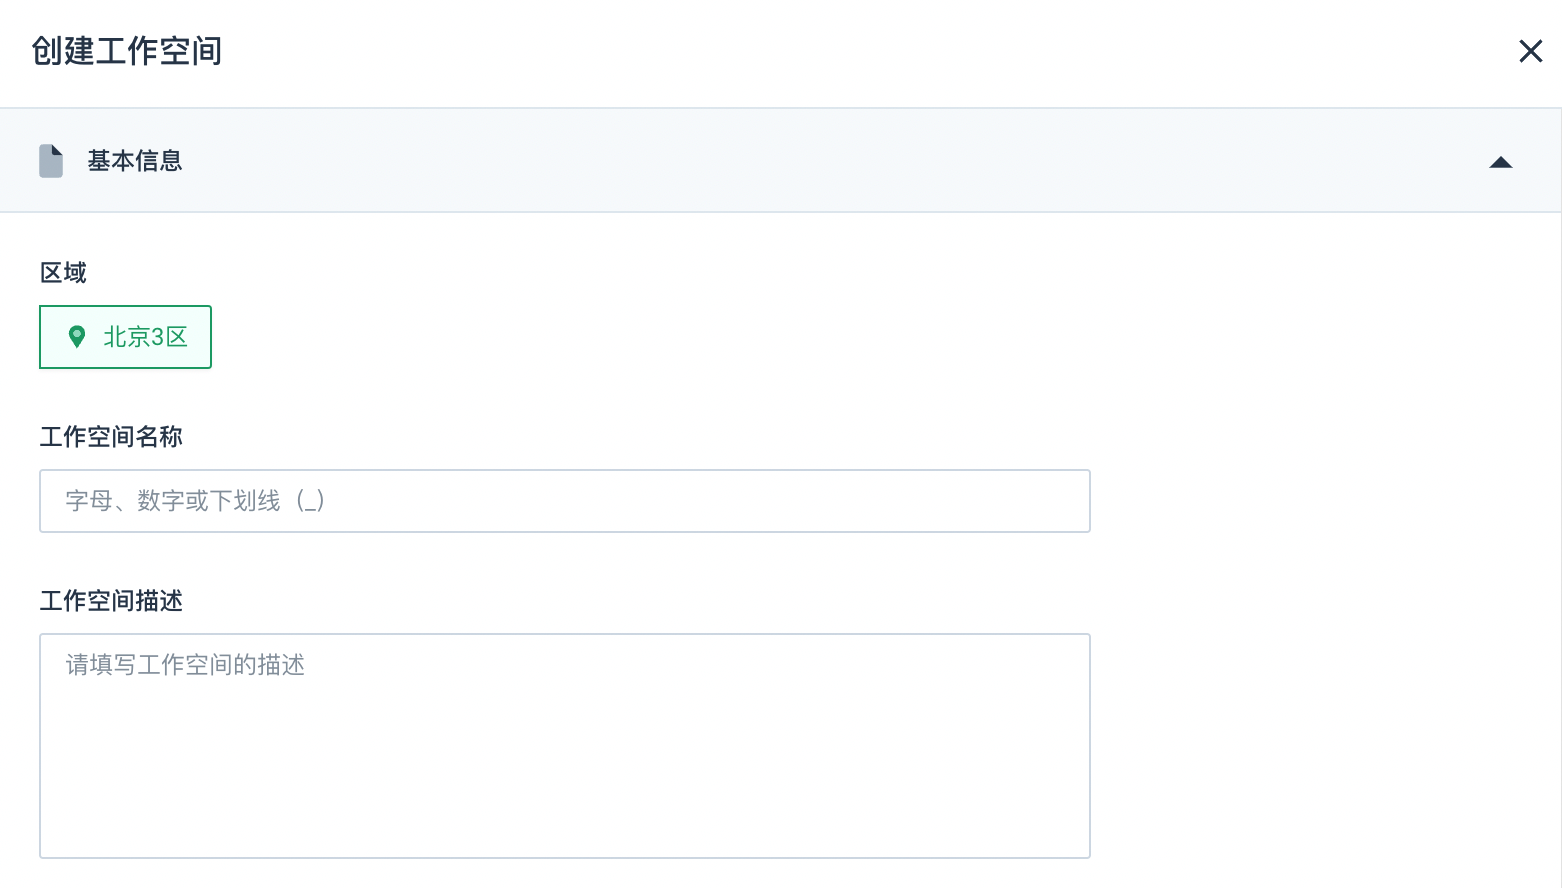 创建工作空间
基本信息
区域
北京3区
工作空间名称
字母、数字或下划线（_）
工作空间描述
请填写工作空间的描述